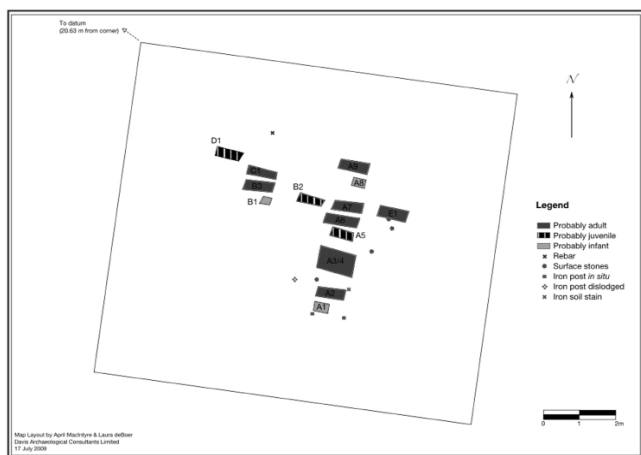 To datum
(20.63 m from corner)
N
D1
C1
B3
B1
B2
A9
A8
A7
A6
E1
A5
A3/4
A2
A1
Legend
Probably adult
Probably juvenile
Probably infant
Rebar
Surface stones
Iron post in situ
Iron post dislodged
Iron soil stain
0 1 2m
Map Layout by April MacIntyre & Laura deBoer
Davis Archaeological Consultants Limited
17 July 2009